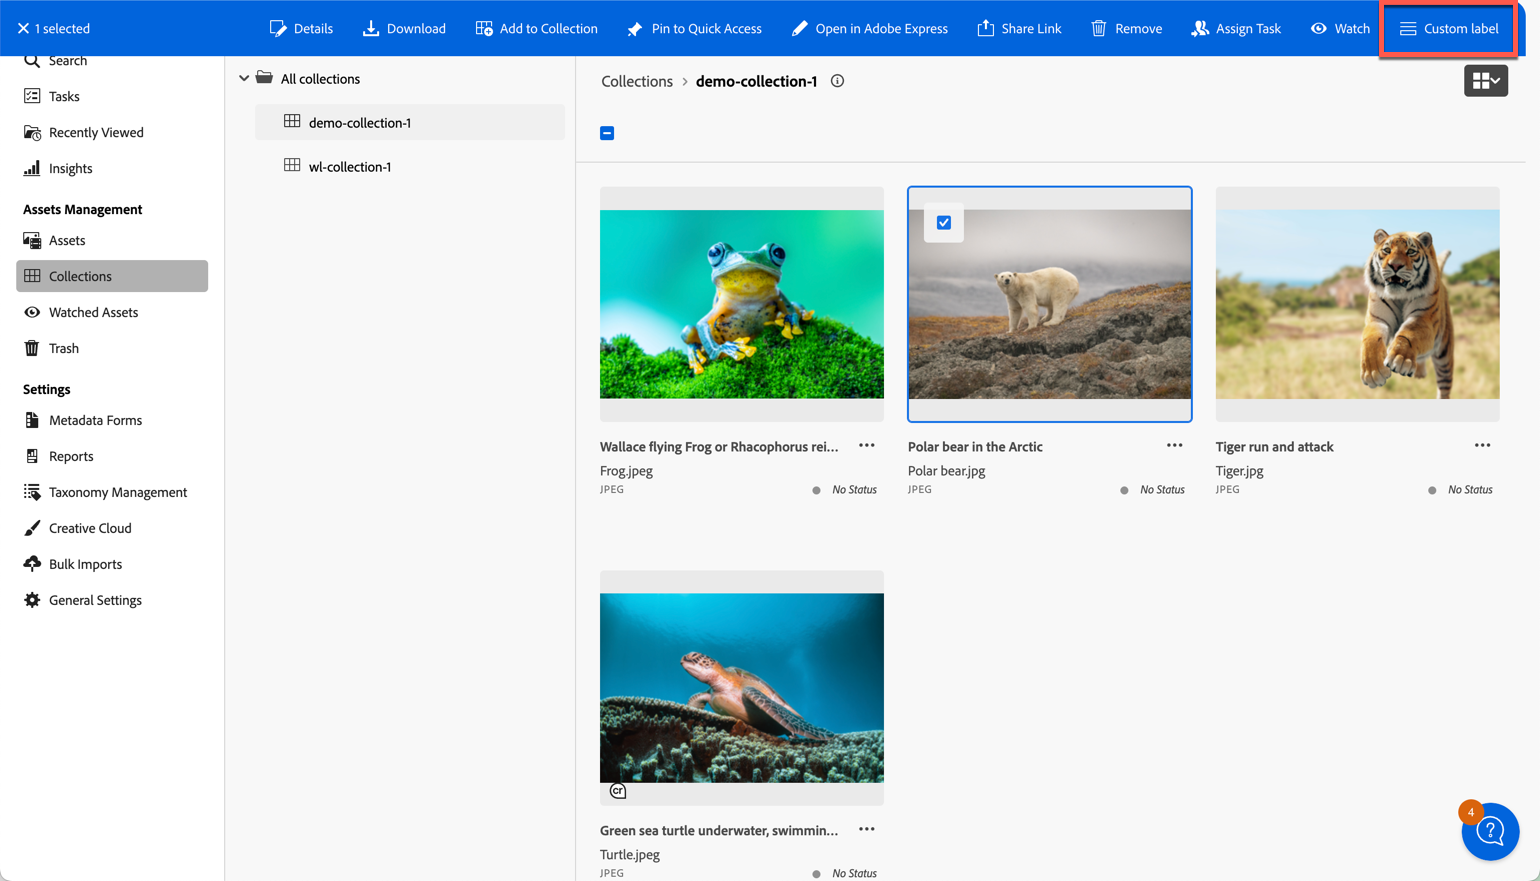 1 selected
Details
Download
Add to Collection
Pin to Quick Access
Open in Adobe Express
Share Link
Remove
Assign Task
Watch
Custom label
Search
Tasks
Recently Viewed
Insights
Assets Management
Assets
Collections
Watched Assets
Trash
Settings
Metadata Forms
Reports
Taxonomy Management
Creative Cloud
Bulk Imports
General Settings
All collections
demo-collection-1
wl-collection-1
Collections > demo-collection-1
Wallace flying Frog or Rhacophorus rei...
Frog.jpeg
JPEG
No Status
Polar bear in the Arctic
Polar bear.jpg
JPEG
No Status
Tiger run and attack
Tiger.jpg
JPEG
No Status
cr
Green sea turtle underwater, swimmin...
Turtle.jpeg
JPEG
No Status
4
?